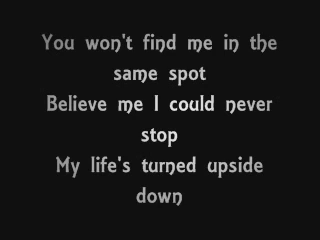 You won't find me in the
same spot
Believe me I could never
stop
My life's turned upside
down